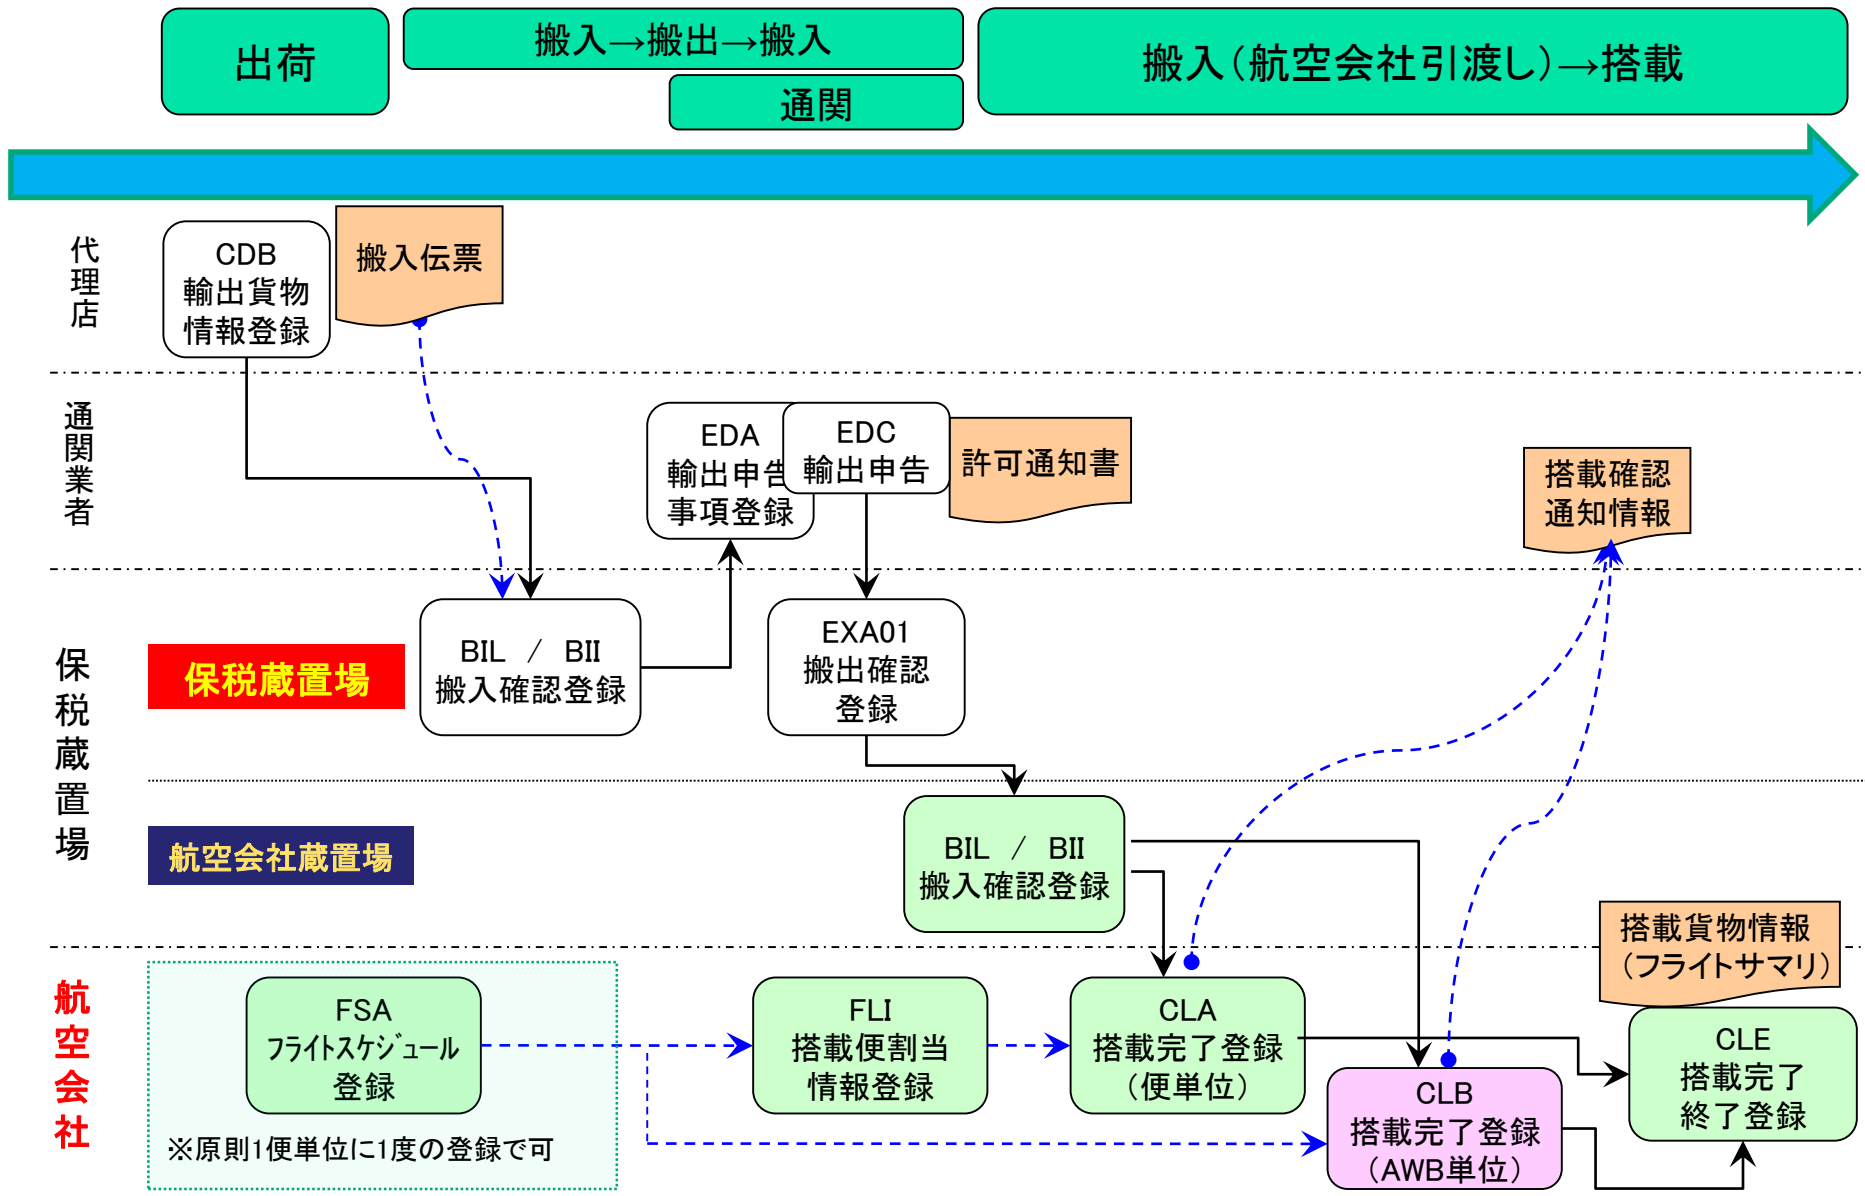 出荷
搬入→搬出→搬入
通関
搬入(航空会社引渡し)→搭載
代理店
CDB
輸出貨物
情報登録
搬入伝票
通関業者
EDA
輸出申告
事項登録
EDC
輸出申告
許可通知書
搭載確認
通知情報
保税蔵置場
保税蔵置場
BIL / BII
搬入確認登録
EXA01
搬出確認
登録
航空会社蔵置場
BIL / BII
搬入確認登録
搭載貨物情報
(フライトサマリ)
航空会社
FSA
フライトスケジュール
登録
※原則1便単位に1度の登録で可
FLI
搭載便割当
情報登録
CLA
搭載完了登録
(便単位)
CLB
搭載完了登録
(AWB単位)
CLE
搭載完了
終了登録